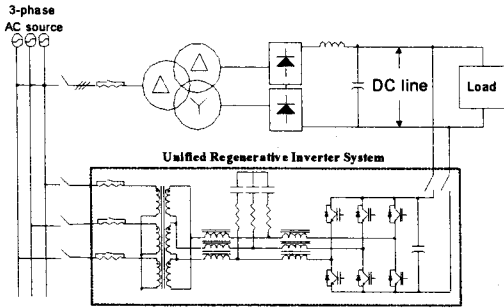 3-phase
AC source
DC line
Load
Unified Regenerative Inverter System